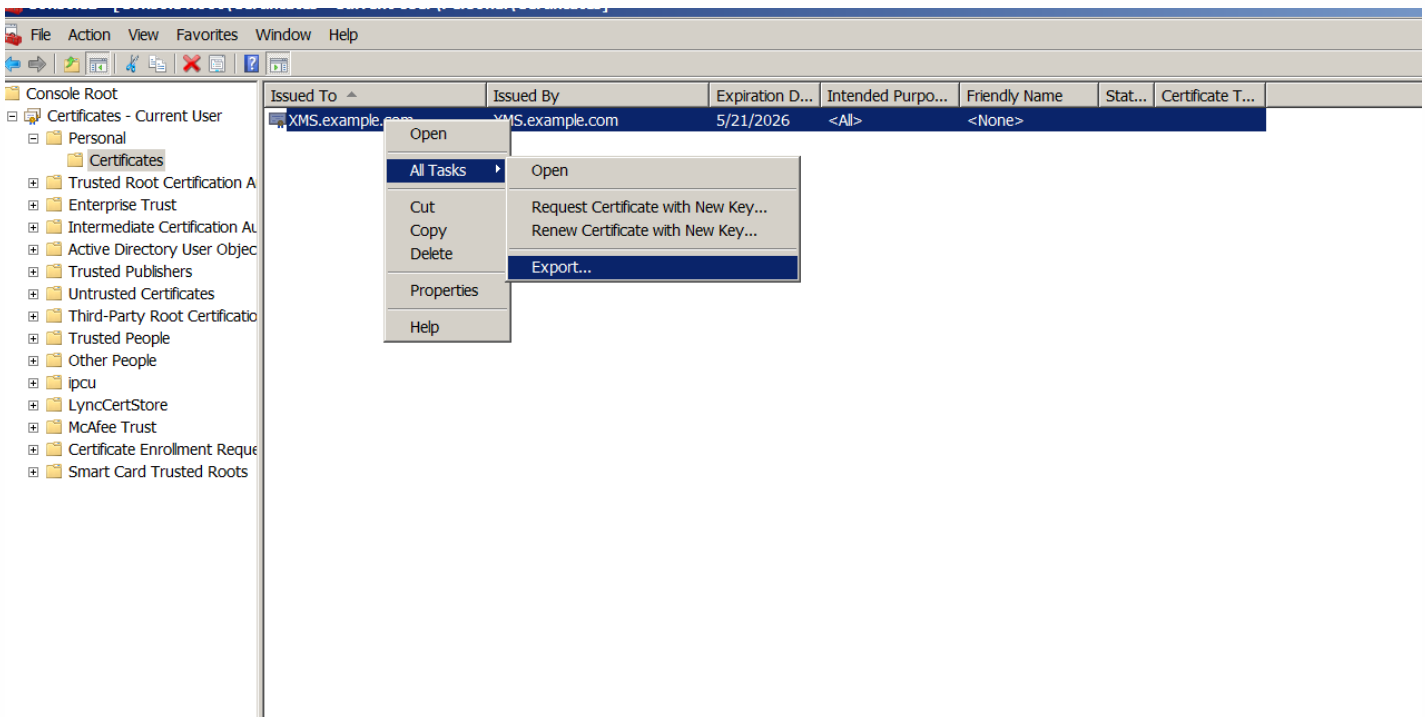 File Action View Favorites Window Help
Console Root
Certificates - Current User
Personal
Certificates
Trusted Root Certification A
Enterprise Trust
Intermediate Certification Au
Active Directory User Objec
Trusted Publishers
Untrusted Certificates
Third-Party Root Certificatio
Trusted People
Other People
ipcu
LyncCertStore
McAfee Trust
Certificate Enrollment Reque
Smart Card Trusted Roots
Issued To Issued By Expiration D... Intended Purpo... Friendly Name Stat... Certificate T...
XMS.example.com XMS.example.com 5/21/2026 <All> <None>
Open
All Tasks
Cut
Copy
Delete
Properties
Help
Open
Request Certificate with New Key...
Renew Certificate with New Key...
Export...